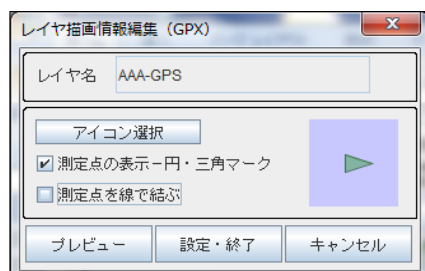 レイヤ描画情報編集（GPX）
レイヤ名 AAA-GPS
アイコン選択
測定点の表示－円・三角マーク
測定点を線で結ぶ
プレビュー 設定・終了 キャンセル